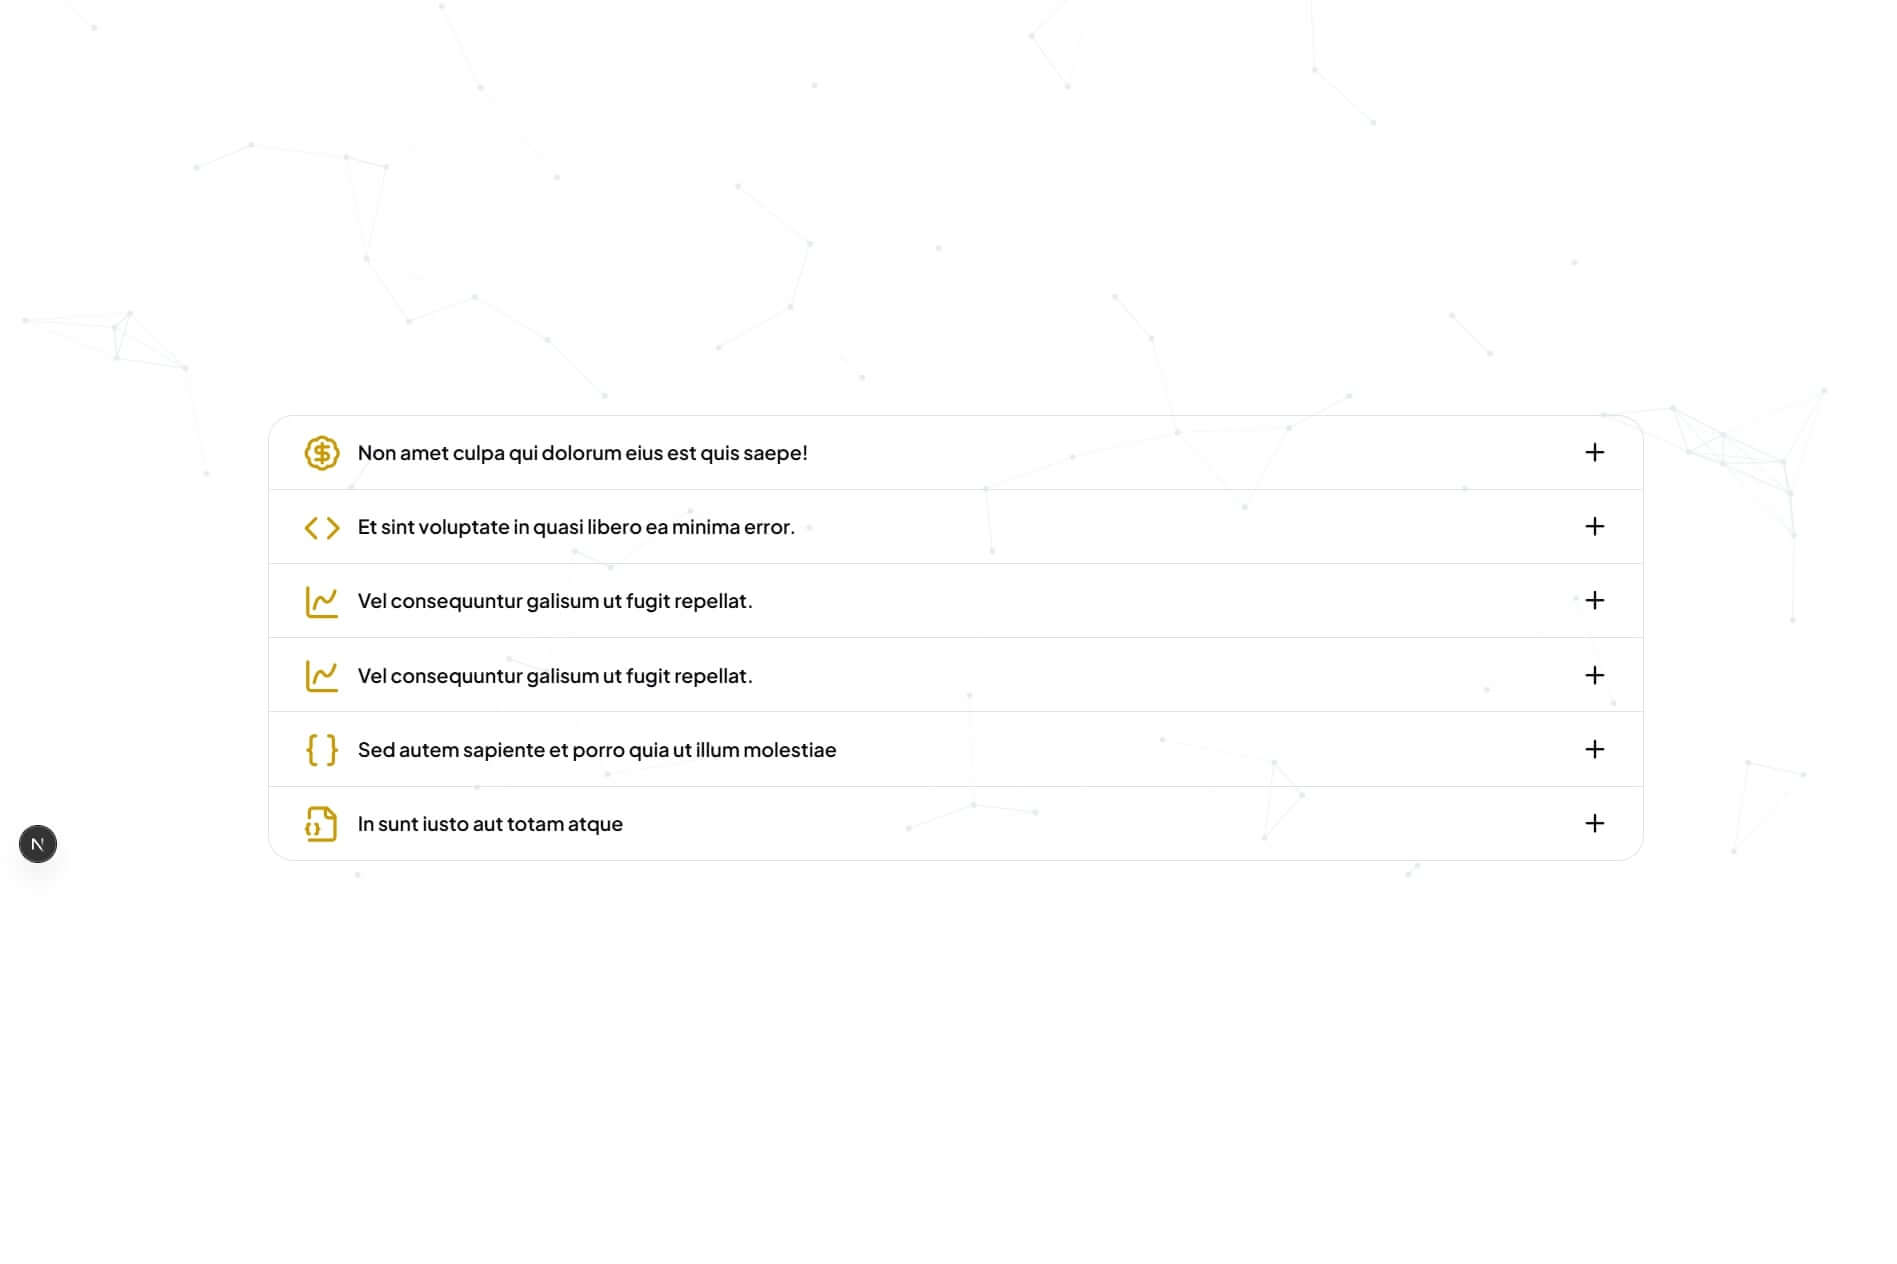 Non amet culpa qui dolorum eius est quis saepe!
Et sint voluptate in quasi libero ea minima error.
Vel consequuntur galisum ut fugit repellat.
Vel consequuntur galisum ut fugit repellat.
Sed autem sapiente et porro quia ut illum molestiae
In sunt iusto aut totam atque
N